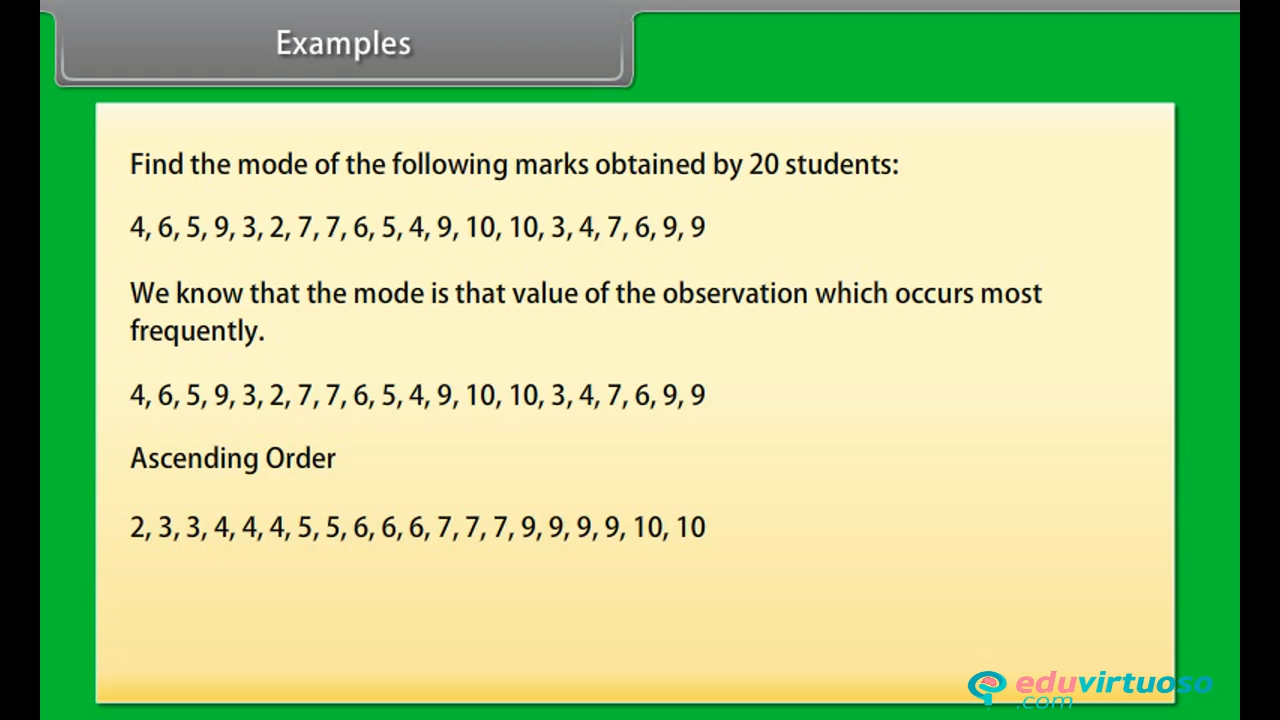 Examples
Find the mode of the following marks obtained by 20 students:
4, 6, 5, 9, 3, 2, 7, 7, 6, 5, 4, 9, 10, 10, 3, 4, 7, 6, 9, 9
We know that the mode is that value of the observation which occurs most
frequently.
4, 6, 5, 9, 3, 2, 7, 7, 6, 5, 4, 9, 10, 10, 3, 4, 7, 6, 9, 9
Ascending Order
2, 3, 3, 4, 4, 4, 5, 5, 6, 6, 6, 7, 7, 7, 9, 9, 9, 9, 10, 10
eduvirtuoso
.com